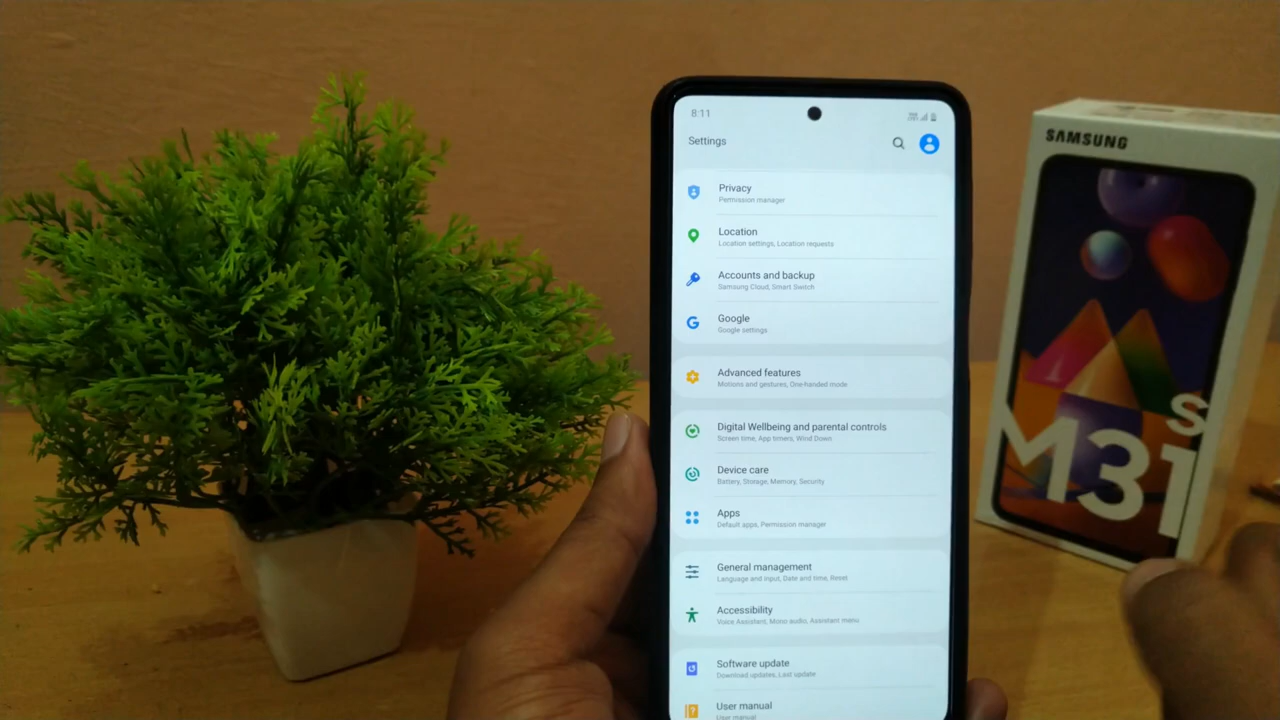 8:11
Settings
Privacy
Permission manager
Location
Location settings, Location requests
Accounts and backup
Samsung Cloud, Smart Switch
Google
Google settings
Advanced features
Motions and gestures, One-handed mode
Digital Wellbeing and parental controls
Screen time, App timers, Wind Down
Device care
Battery, Storage, Memory, Security
Apps
Default apps, Permission manager
General management
Language and input, Date and time, Reset
Accessibility
Voice Assistant, Mono audio, Assistant menu
Software update
Download updates, Last update
User manual
User manual
SAMSUNG
M31s